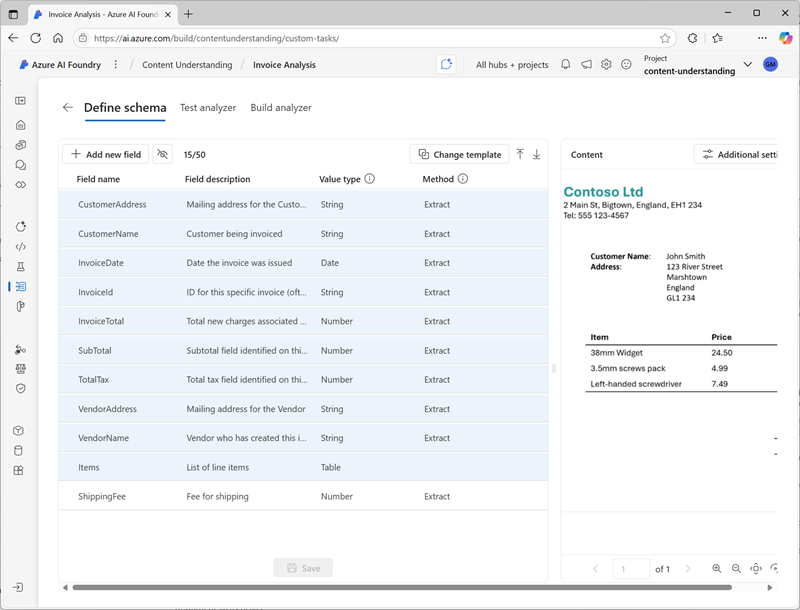 Invoice Analysis - Azure AI Found
https://ai.azure.com/build/contentunderstanding/custom-tasks/
Azure AI Foundry / Content Understanding / Invoice Analysis
All hubs + projects
Project
content-understanding
GM
Define schema Test analyzer Build analyzer
Add new field 15/50 Change template
Field name Field description Value type Method
CustomerAddress Mailing address for the Custo... String Extract
CustomerName Customer being invoiced String Extract
InvoiceDate Date the invoice was issued Date Extract
InvoiceId ID for this specific invoice (oft... String Extract
InvoiceTotal Total new charges associated ... Number Extract
SubTotal Subtotal field identified on thi... Number Extract
TotalTax Total tax field identified on thi... Number Extract
VendorAddress Mailing address for the Vendor String Extract
VendorName Vendor who has created this i... String Extract
Items List of line items Table
ShippingFee Fee for shipping Number Extract
Save
Content Additional setti
Contoso Ltd
2 Main St, Bigtown, England, EH1 234
Tel: 555 123-4567
Customer Name: John Smith
Address: 123 River Street
Marshtown
England
GL1 234
Item Price
38mm Widget 24.50
3.5mm screws pack 4.99
Left-handed screwdriver 7.49
1 of 1